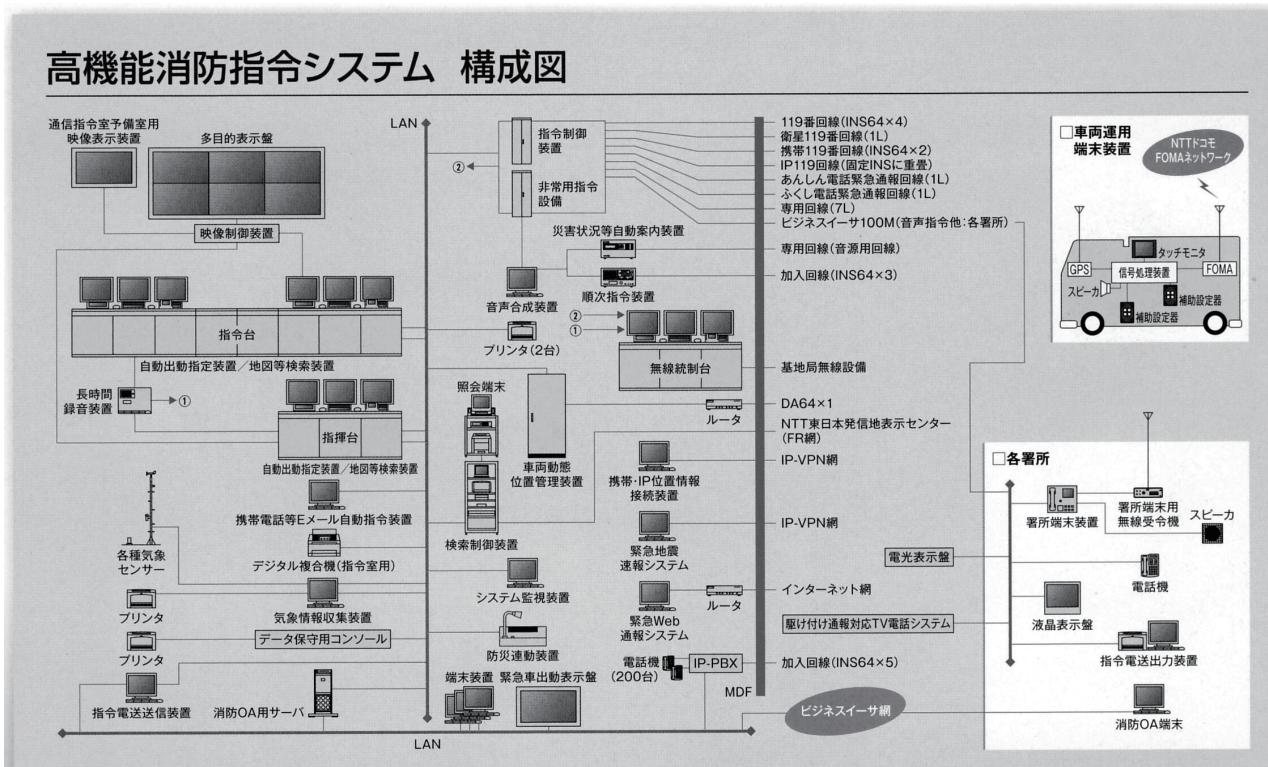 高機能消防指令システム 構成図
通信指令室予備室用
映像表示装置
多目的表示盤
映像制御装置
指令台
自動出動指定装置/地図等検索装置
長時間
録音装置
①
指揮台
自動出動指定装置/地図等検索装置
携帯電話等Eメール自動指令装置
デジタル複合機(指令室用)
各種気象
センサー
プリンタ
気象情報収集装置
プリンタ
データ保守用コンソール
指令電送送信装置
消防OA用サーバ
LAN
LAN
②
指令制御
装置
非常用指令
設備
災害状況等自動案内装置
音声合成装置
順次指令装置
プリンタ(2台)
②
①
無線統制台
照会端末
車両動態
位置管理装置
ルータ
検索制御装置
携帯・IP位置情報
接続装置
緊急地震
速報システム
システム監視装置
緊急Web
通報システム
ルータ
防災連動装置
端末装置
緊急車出動表示盤
電話機
(200台)
IP-PBX
MDF
119番回線(INS64×4)
衛星119番回線(1L)
携帯119番回線(INS64×2)
IP119回線(固定INSに重畳)
あんしん電話緊急通報回線(1L)
ふくし電話緊急通報回線(1L)
専用回線(7L)
ビジネスイーサ100M(音声指令他:各署所)
専用回線(音源用回線)
加入回線(INS64×3)
基地局無線設備
DA64×1
NTT東日本発信地表示センター
(FR網)
IP-VPN網
IP-VPN網
インターネット網
加入回線(INS64×5)
ビジネスイーサ網
□車両運用
端末装置
NTTドコモ
FOMAネットワーク
タッチモニタ
GPS
信号処理装置
FOMA
スピーカ
補助設定器
補助設定器
□各署所
署所端末装置
署所端末用
無線受令機
スピーカ
電光表示盤
電話機
液晶表示盤
駆け付け通報対応TV電話システム
指令電送出力装置
消防OA端末